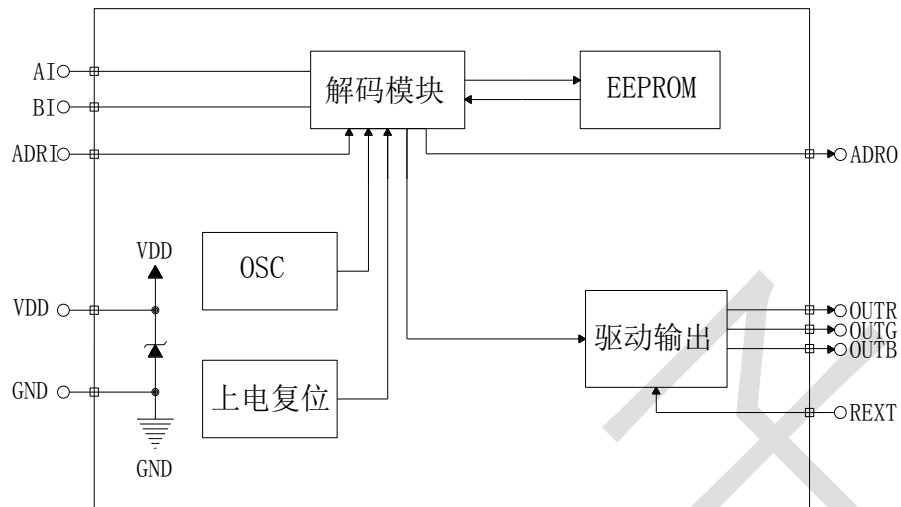 AI
BI
ADRI
解码模块
EEPROM
ADRO
OSC
VDD
VDD
GND
GND
上电复位
驱动输出
OUTR
OUTG
OUTB
REXT